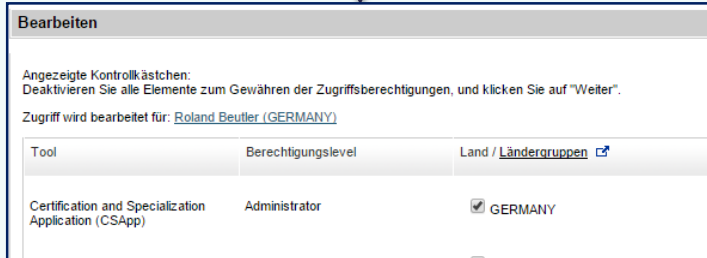 Bearbeiten
Angezeigte Kontrollkästchen:
Deaktivieren Sie alle Elemente zum Gewähren der Zugriffsberechtigungen, und klicken Sie auf "Weiter".
Zugriff wird bearbeitet für: Roland Beutler (GERMANY)
Tool Berechtigungslevel Land / Ländergruppen
Certification and Specialization Administrator GERMANY
Application (CSApp)